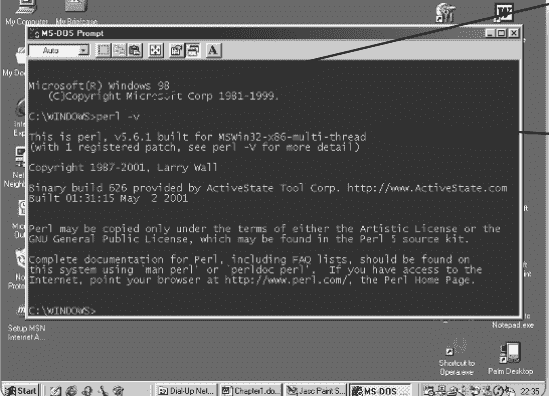 My Computer
My Briefcase
MS-DOS Prompt
Auto
A
Microsoft(R) Windows 98
(C)Copyright Microsoft Corp 1981-1999.
C:\WINDOWS>perl -v
This is perl, v5.6.1 built for MSWin32-x86-multi-thread
(with 1 registered patch, see perl -V for more detail)
Copyright 1987-2001, Larry Wall
Binary build 626 provided by ActiveState Tool Corp. http://www.ActiveState.com
Built 01:31:15 May 2 2001
Perl may be copied only under the terms of either the Artistic License or the
GNU General Public License, which may be found in the Perl 5 source kit.
Complete documentation for Perl, including FAQ lists, should be found on
this system using `man perl' or `perldoc perl'. If you have access to the
Internet, point your browser at http://www.perl.com/, the Perl Home Page.
C:\WINDOWS>
Setup MSN
Internet A...
Notepad.exe
Shortcut to
Opera.exe
Palm Desktop
Start
Dial-Up Net...
Chapter1.do...
Jasc Paint S...
MS-DOS
22:35